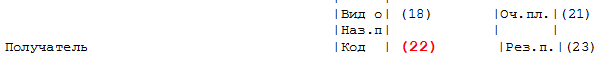 |Вид о| (18) |Оч.пл.|(21)
|Наз.п| | |
Получатель |Код | (22) |Рез.п.|(23)